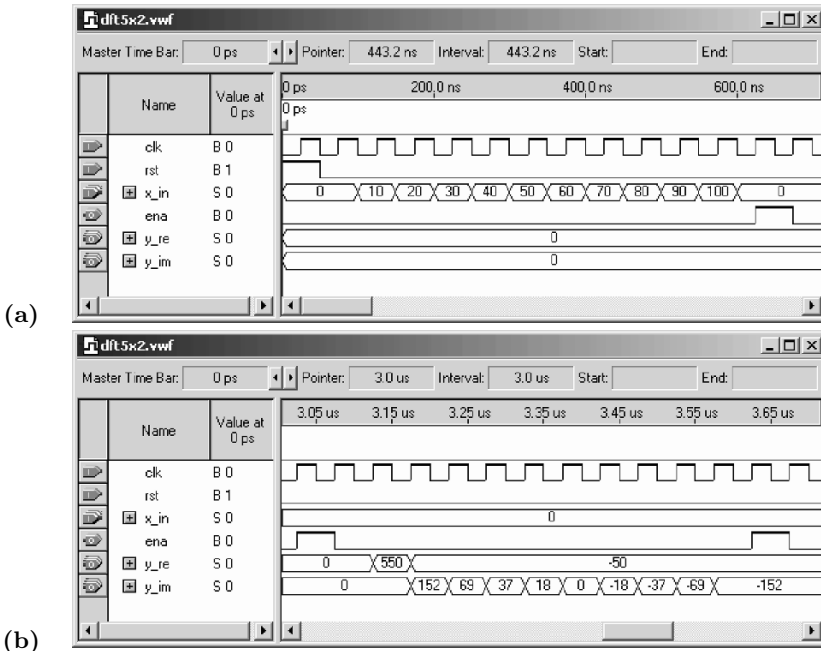 dft5x2.vwf
Master Time Bar: 0 ps Pointer: 443.2 ns Interval: 443.2 ns Start: End:
Name Value at 0 ps
0 ps 200.0 ns 400.0 ns 600.0 ns
0 ps
clk B 0
rst B 1
x_in S 0 0 10 20 30 40 50 60 70 80 90 100 0
ena B 0
y_re S 0 0
y_im S 0 0
(a)
dft5x2.vwf
Master Time Bar: 0 ps Pointer: 3.0 us Interval: 3.0 us Start: End:
3.05 us 3.15 us 3.25 us 3.35 us 3.45 us 3.55 us 3.65 us
Name Value at 0 ps
clk B 0
rst B 1
x_in S 0 0
ena B 0
y_re S 0 0 550 -50
y_im S 0 0 152 69 37 18 0 -18 -37 -69 -152
(b)